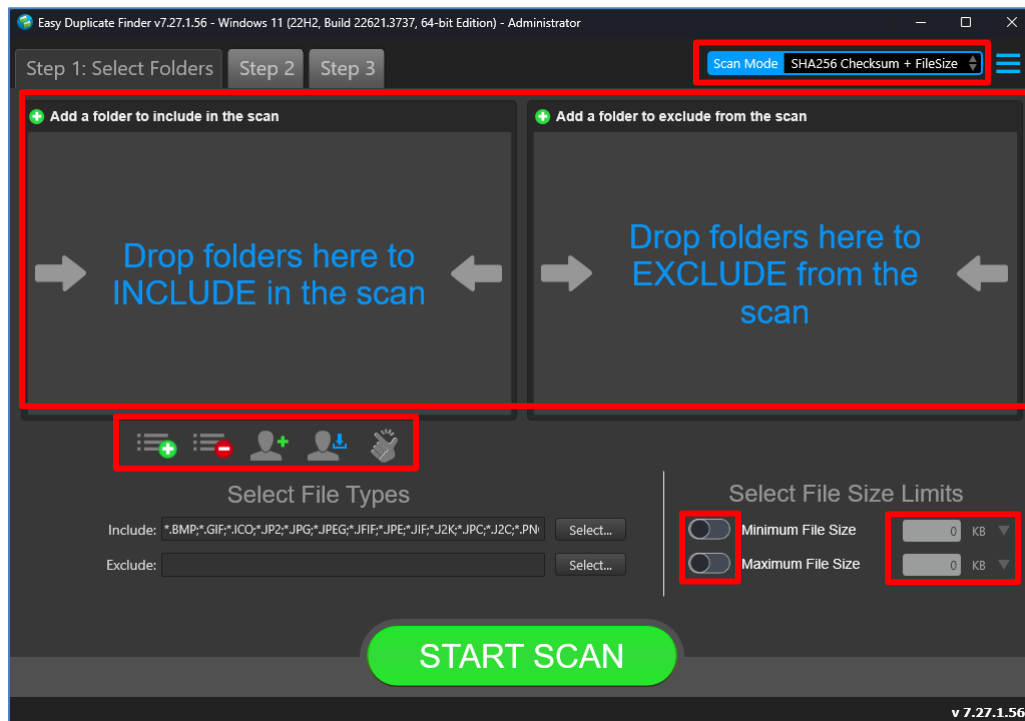 Easy Duplicate Finder v7.27.1.56 - Windows 11 (22H2, Build 22621.3737, 64-bit Edition) - Administrator
Step 1: Select Folders
Step 2
Step 3
Scan Mode SHA256 Checksum + FileSize
Add a folder to include in the scan
Drop folders here to
INCLUDE in the scan
Add a folder to exclude from the scan
Drop folders here to
EXCLUDE from the
scan
Select File Types
Include: *.BMP;*.GIF;*.ICO;*.JP2;*.JPG;*.JPEG;*.JFIF;*.JPE;*.JIF;*.J2K;*.JPC;*.J2C;*.PN Select...
Exclude: Select...
Select File Size Limits
Minimum File Size 0 KB
Maximum File Size 0 KB
START SCAN
v 7.27.1.56